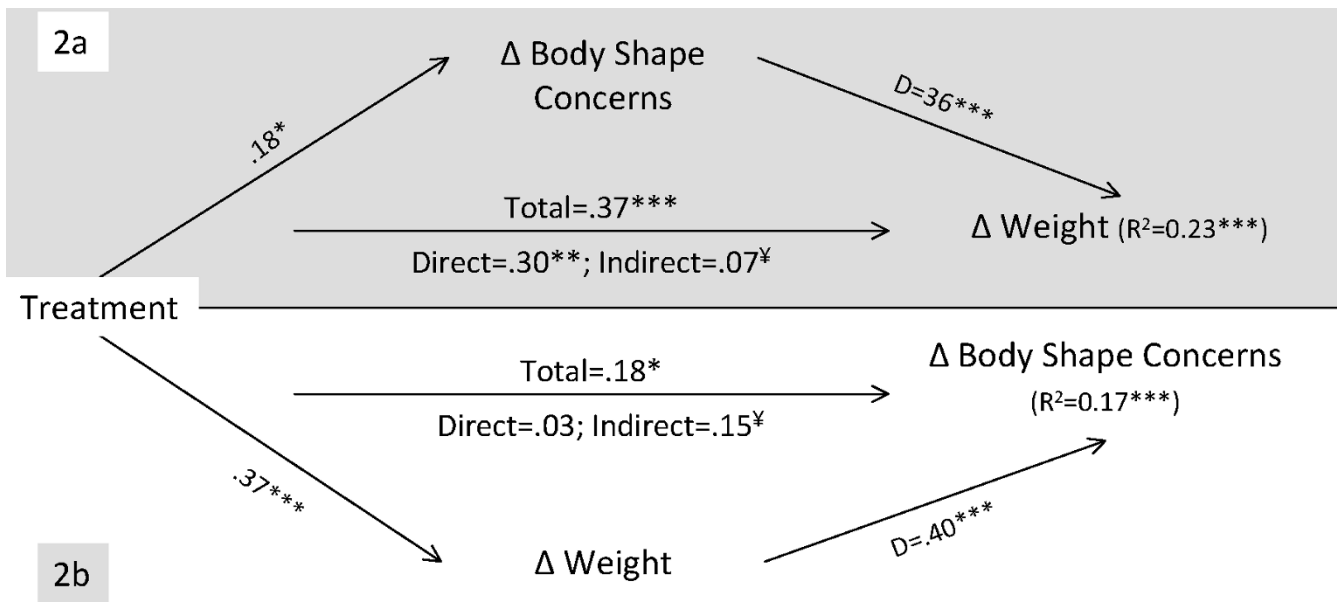 2a
Δ Body Shape
Concerns
.18*
D=36***
Total=.37***
Direct=.30**; Indirect=.07¥
Δ Weight (R²=0.23***)
Treatment
Total=.18*
Direct=.03; Indirect=.15¥
Δ Body Shape Concerns
(R²=0.17***)
.37***
D=.40***
Δ Weight
2b